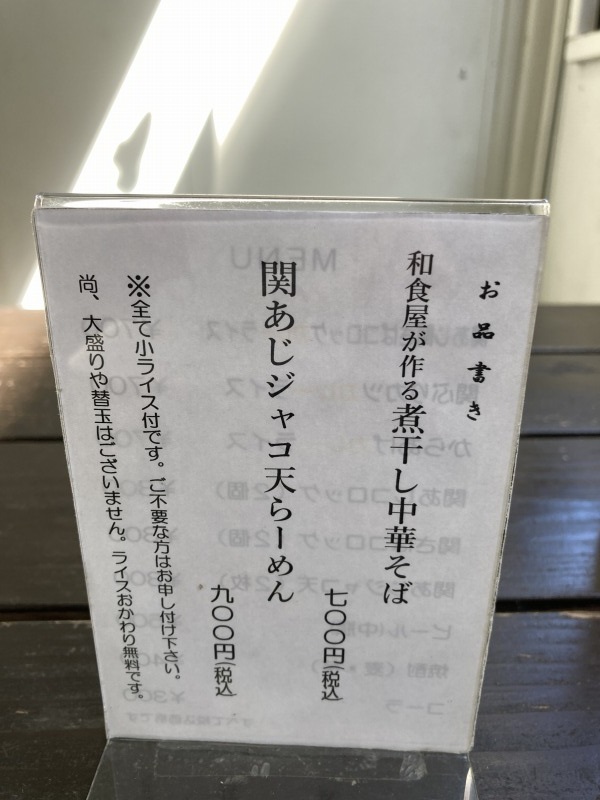 お品書き
和食屋が作る煮干し中華そば
七〇〇円(税込)
関あじジャコ天らーめん
九〇〇円(税込)
※全て小ライス付です。ご不要な方はお申し付け下さい。
尚、大盛りや替玉はございません。ライスおかわり無料です。
MENU